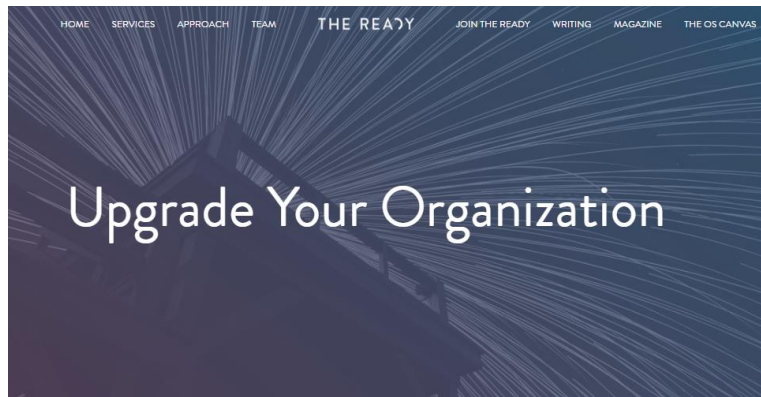 HOME SERVICES APPROACH TEAM THE READY JOIN THE READY WRITING MAGAZINE THE OS CANVAS
Upgrade Your Organization